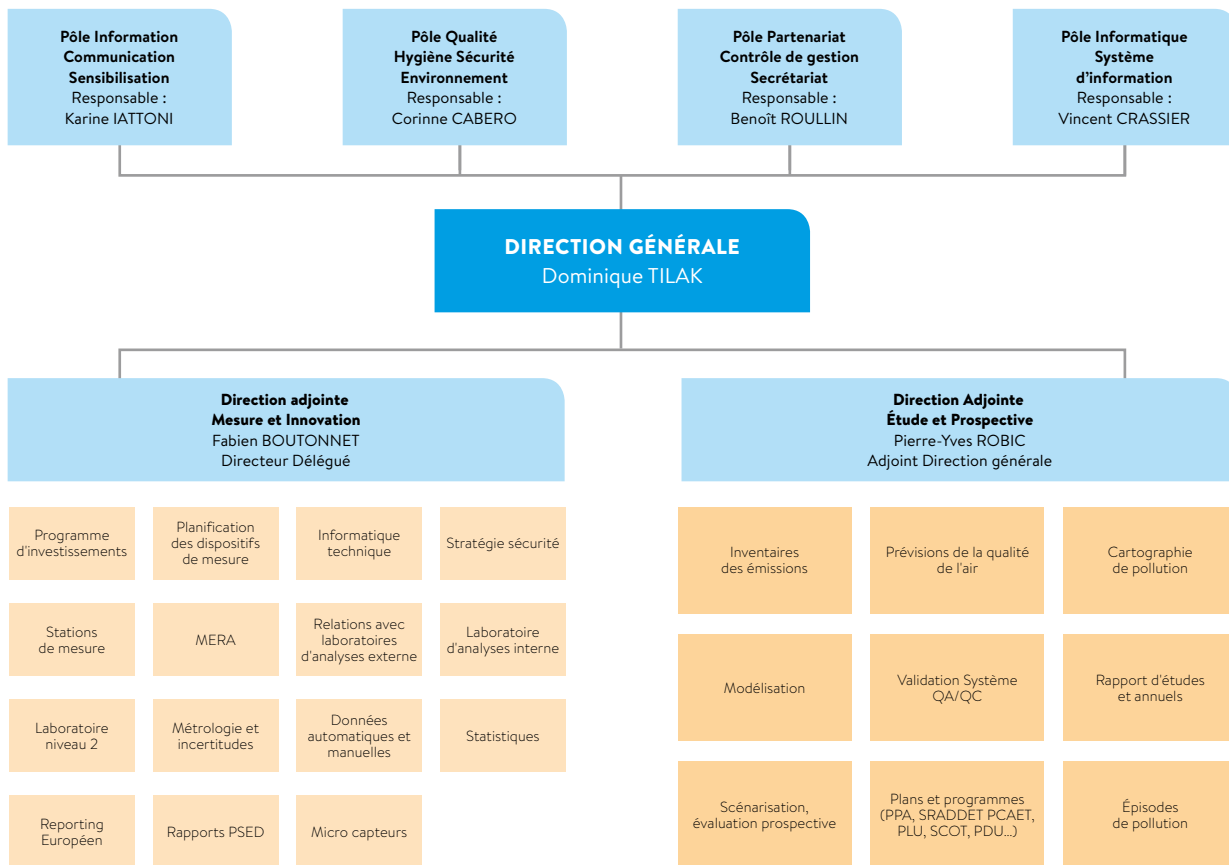 Pôle Information
Communication
Sensibilisation
Responsable :
Karine IATTONI
Pôle Qualité
Hygiène Sécurité
Environnement
Responsable :
Corinne CABERO
Pôle Partenariat
Contrôle de gestion
Secrétariat
Responsable :
Benoît ROULLIN
Pôle Informatique
Système
d'information
Responsable :
Vincent CRASSIER
DIRECTION GÉNÉRALE
Dominique TILAK
Direction adjointe
Mesure et Innovation
Fabien BOUTONNET
Directeur Délégué
Direction Adjointe
Étude et Prospective
Pierre-Yves ROBIC
Adjoint Direction générale
Programme
d'investissements
Planification
des dispositifs
de mesure
Informatique
technique
Stratégie sécurité
Stations
de mesure
MERA
Relations avec
laboratoires
d'analyses externe
Laboratoire
d'analyses interne
Laboratoire
niveau 2
Métrologie et
incertitudes
Données
automatiques et
manuelles
Statistiques
Reporting
Européen
Rapports PSED
Micro capteurs
Inventaires
des émissions
Prévisions de la qualité
de l'air
Cartographie
de pollution
Modélisation
Validation Système
QA/QC
Rapport d'études
et annuels
Scénarisation,
évaluation prospective
Plans et programmes
(PPA, SRADDET PCAET,
PLU, SCOT, PDU...)
Épisodes
de pollution